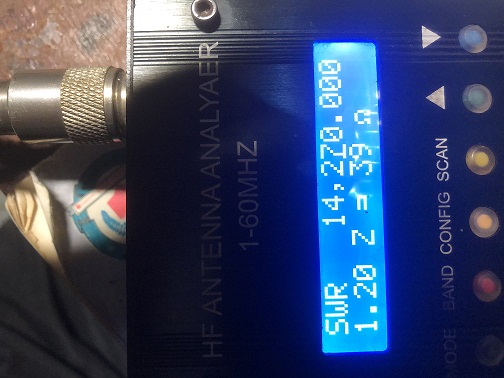 HF ANTENNA ANALYAER
1-60MHZ
SWR 14,270.000
1.20 Z = 39 Ω
MODE BAND CONFIG SCAN